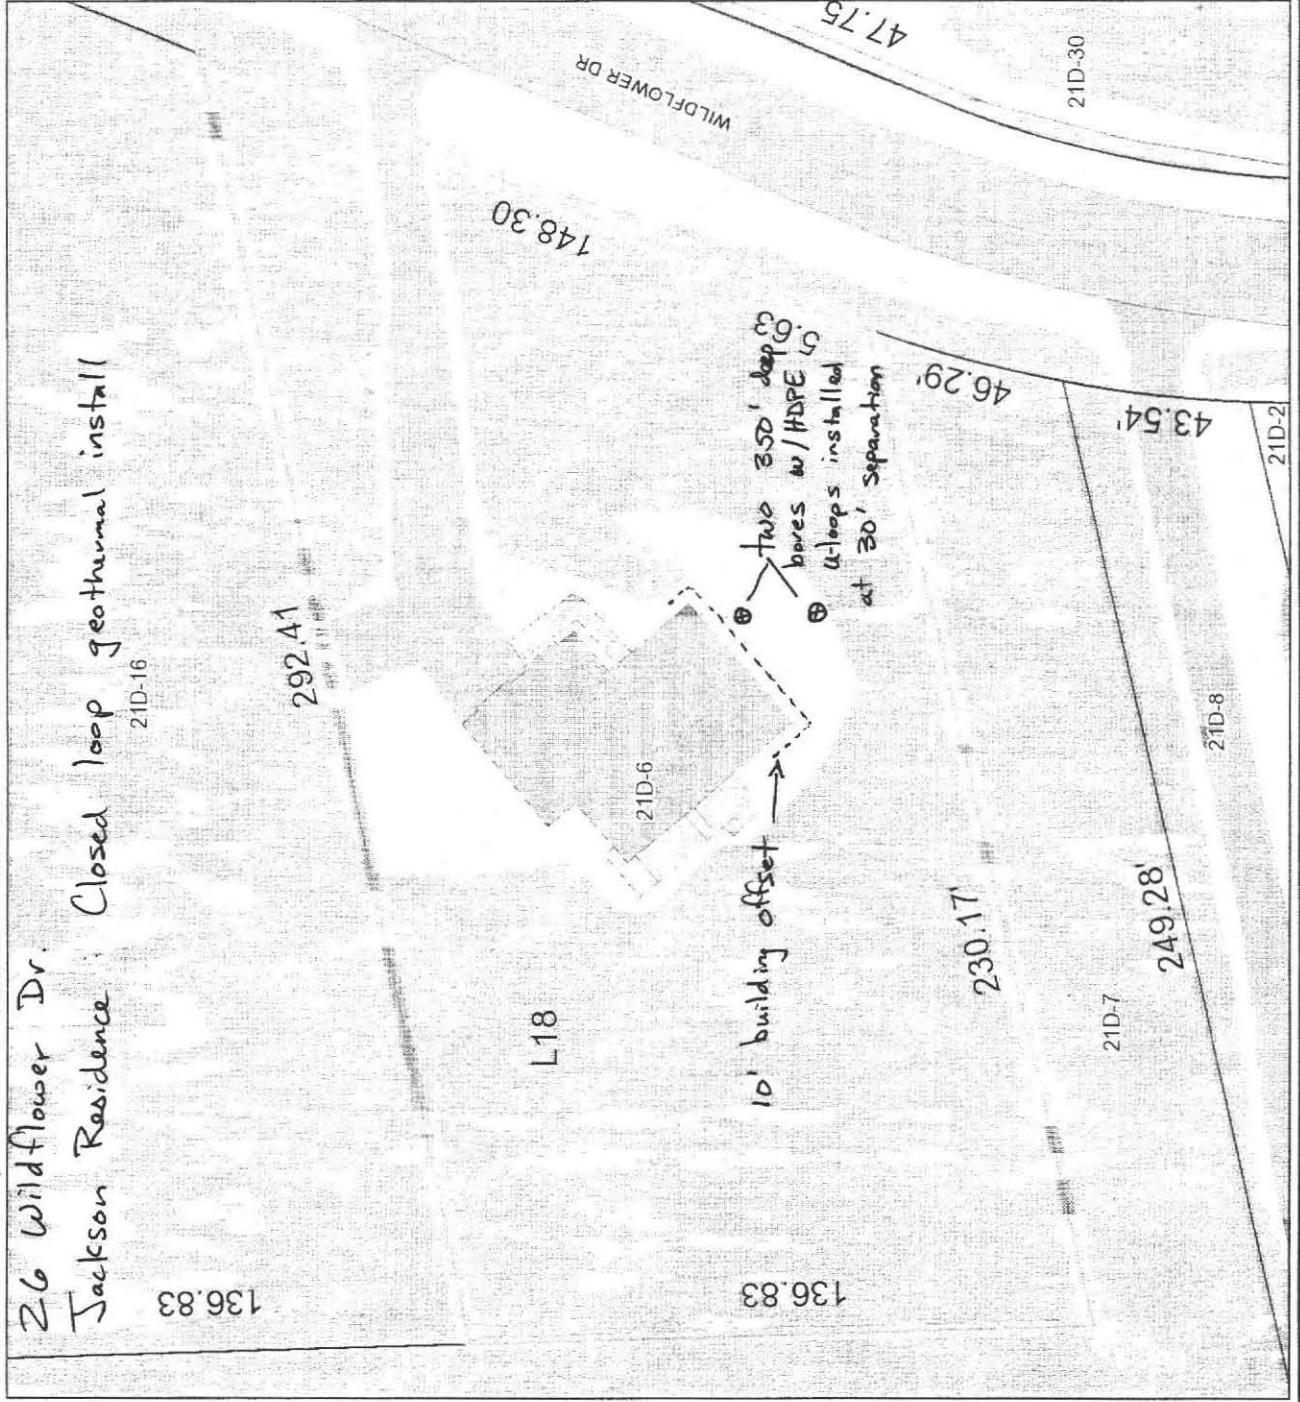 26 Wildflower Dr.
Jackson Residence
Closed loop geothermal install
21D-16
292.41
136.83
136.83
L18
21D-6
148.30
WILDFLOWER DR
47.75
21D-30
two 350' deep
bores w/HDPE
U-loops installed
at 30' separation
5.63
46.29'
43.54'
21D-2
10' building offset
230.17'
249.28'
21D-7
21D-8